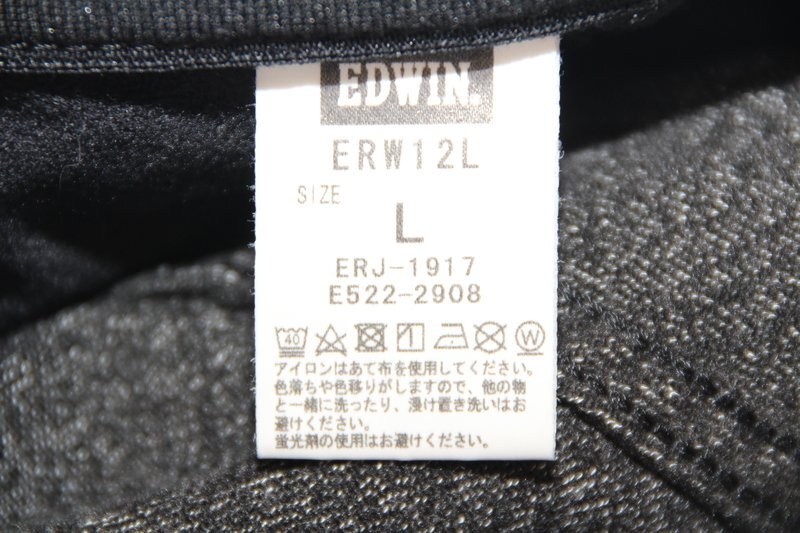 EDWIN.
ERW12L
SIZE
L
ERJ-1917
E522-2908
40 W
アイロンはあて布を使用してください。
色落ちや色移りがしますので、他の物
と一緒に洗ったり、浸け置き洗いはお
避けください。
蛍光剤の使用はお避けください。